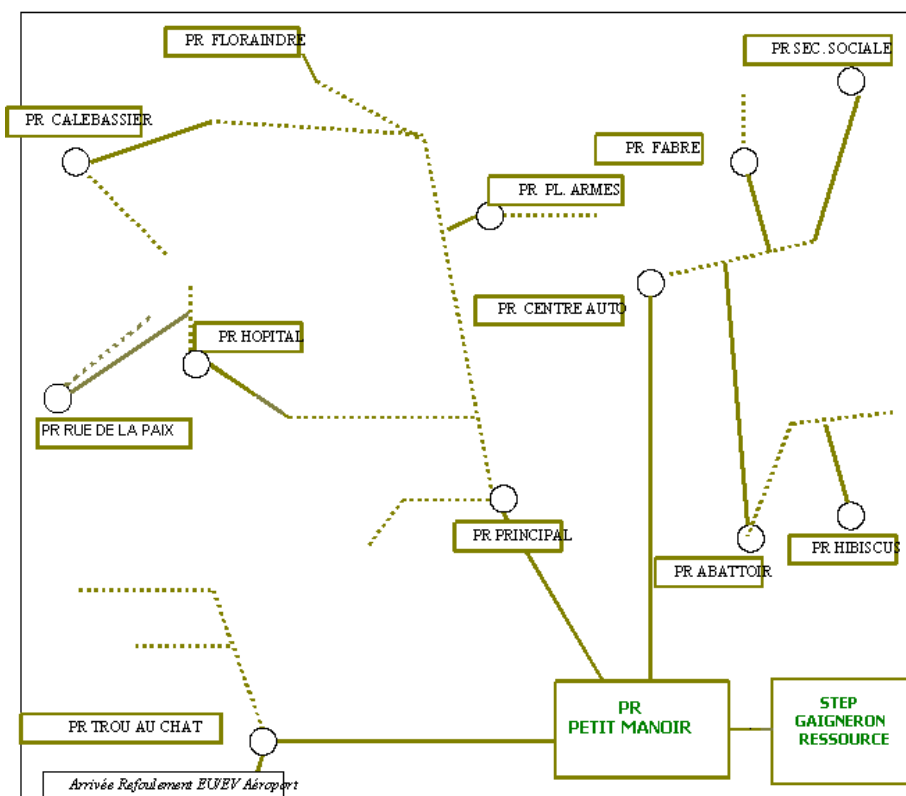 PR FLORAINDRE
PR SEC. SOCIALE
PR CALEBASSIER
PR FABRE
PR PL. ARMES
PR CENTRE AUTO
PR HOPITAL
PR RUE DE LA PAIX
PR PRINCIPAL
PR HIBISCUS
PR ABATTOIR
PR
PETIT MANOIR
STEP
GAIGNERON
RESSOURCE
PR TROU AU CHAT
Arrivée Refoulement EU/EV Aéroport